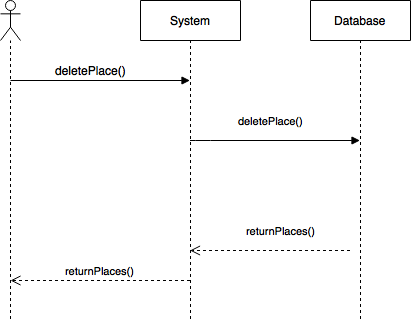 System
Database
deletePlace()
deletePlace()
returnPlaces()
returnPlaces()